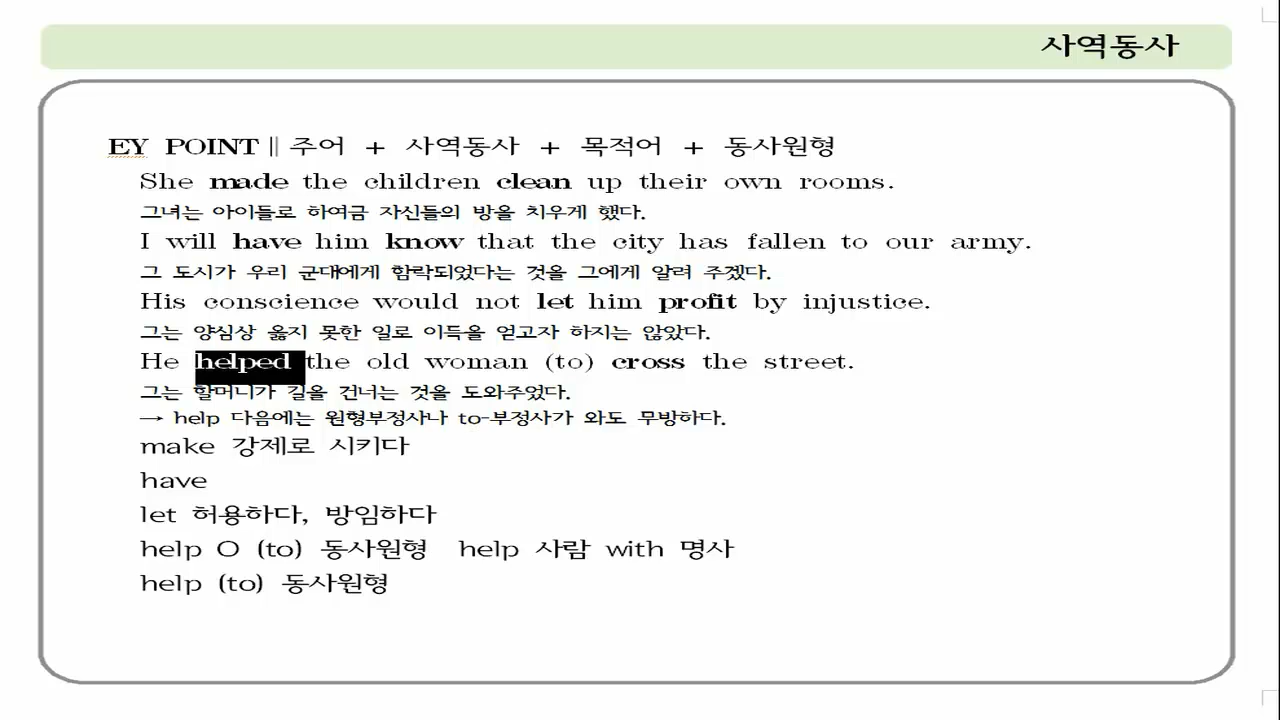 사역동사
EY POINT ∥ 주어 + 사역동사 + 목적어 + 동사원형
She made the children clean up their own rooms.
그녀는 아이들로 하여금 자신들의 방을 치우게 했다.
I will have him know that the city has fallen to our army.
그 도시가 우리 군대에게 함락되었다는 것을 그에게 알려 주겠다.
His conscience would not let him profit by injustice.
그는 양심상 옳지 못한 일로 이득을 얻고자 하지는 않았다.
He helped the old woman (to) cross the street.
그는 할머니가 길을 건너는 것을 도와주었다.
→ help 다음에는 원형부정사나 to-부정사가 와도 무방하다.
make 강제로 시키다
have
let 허용하다, 방임하다
help O (to) 동사원형 help 사람 with 명사
help (to) 동사원형